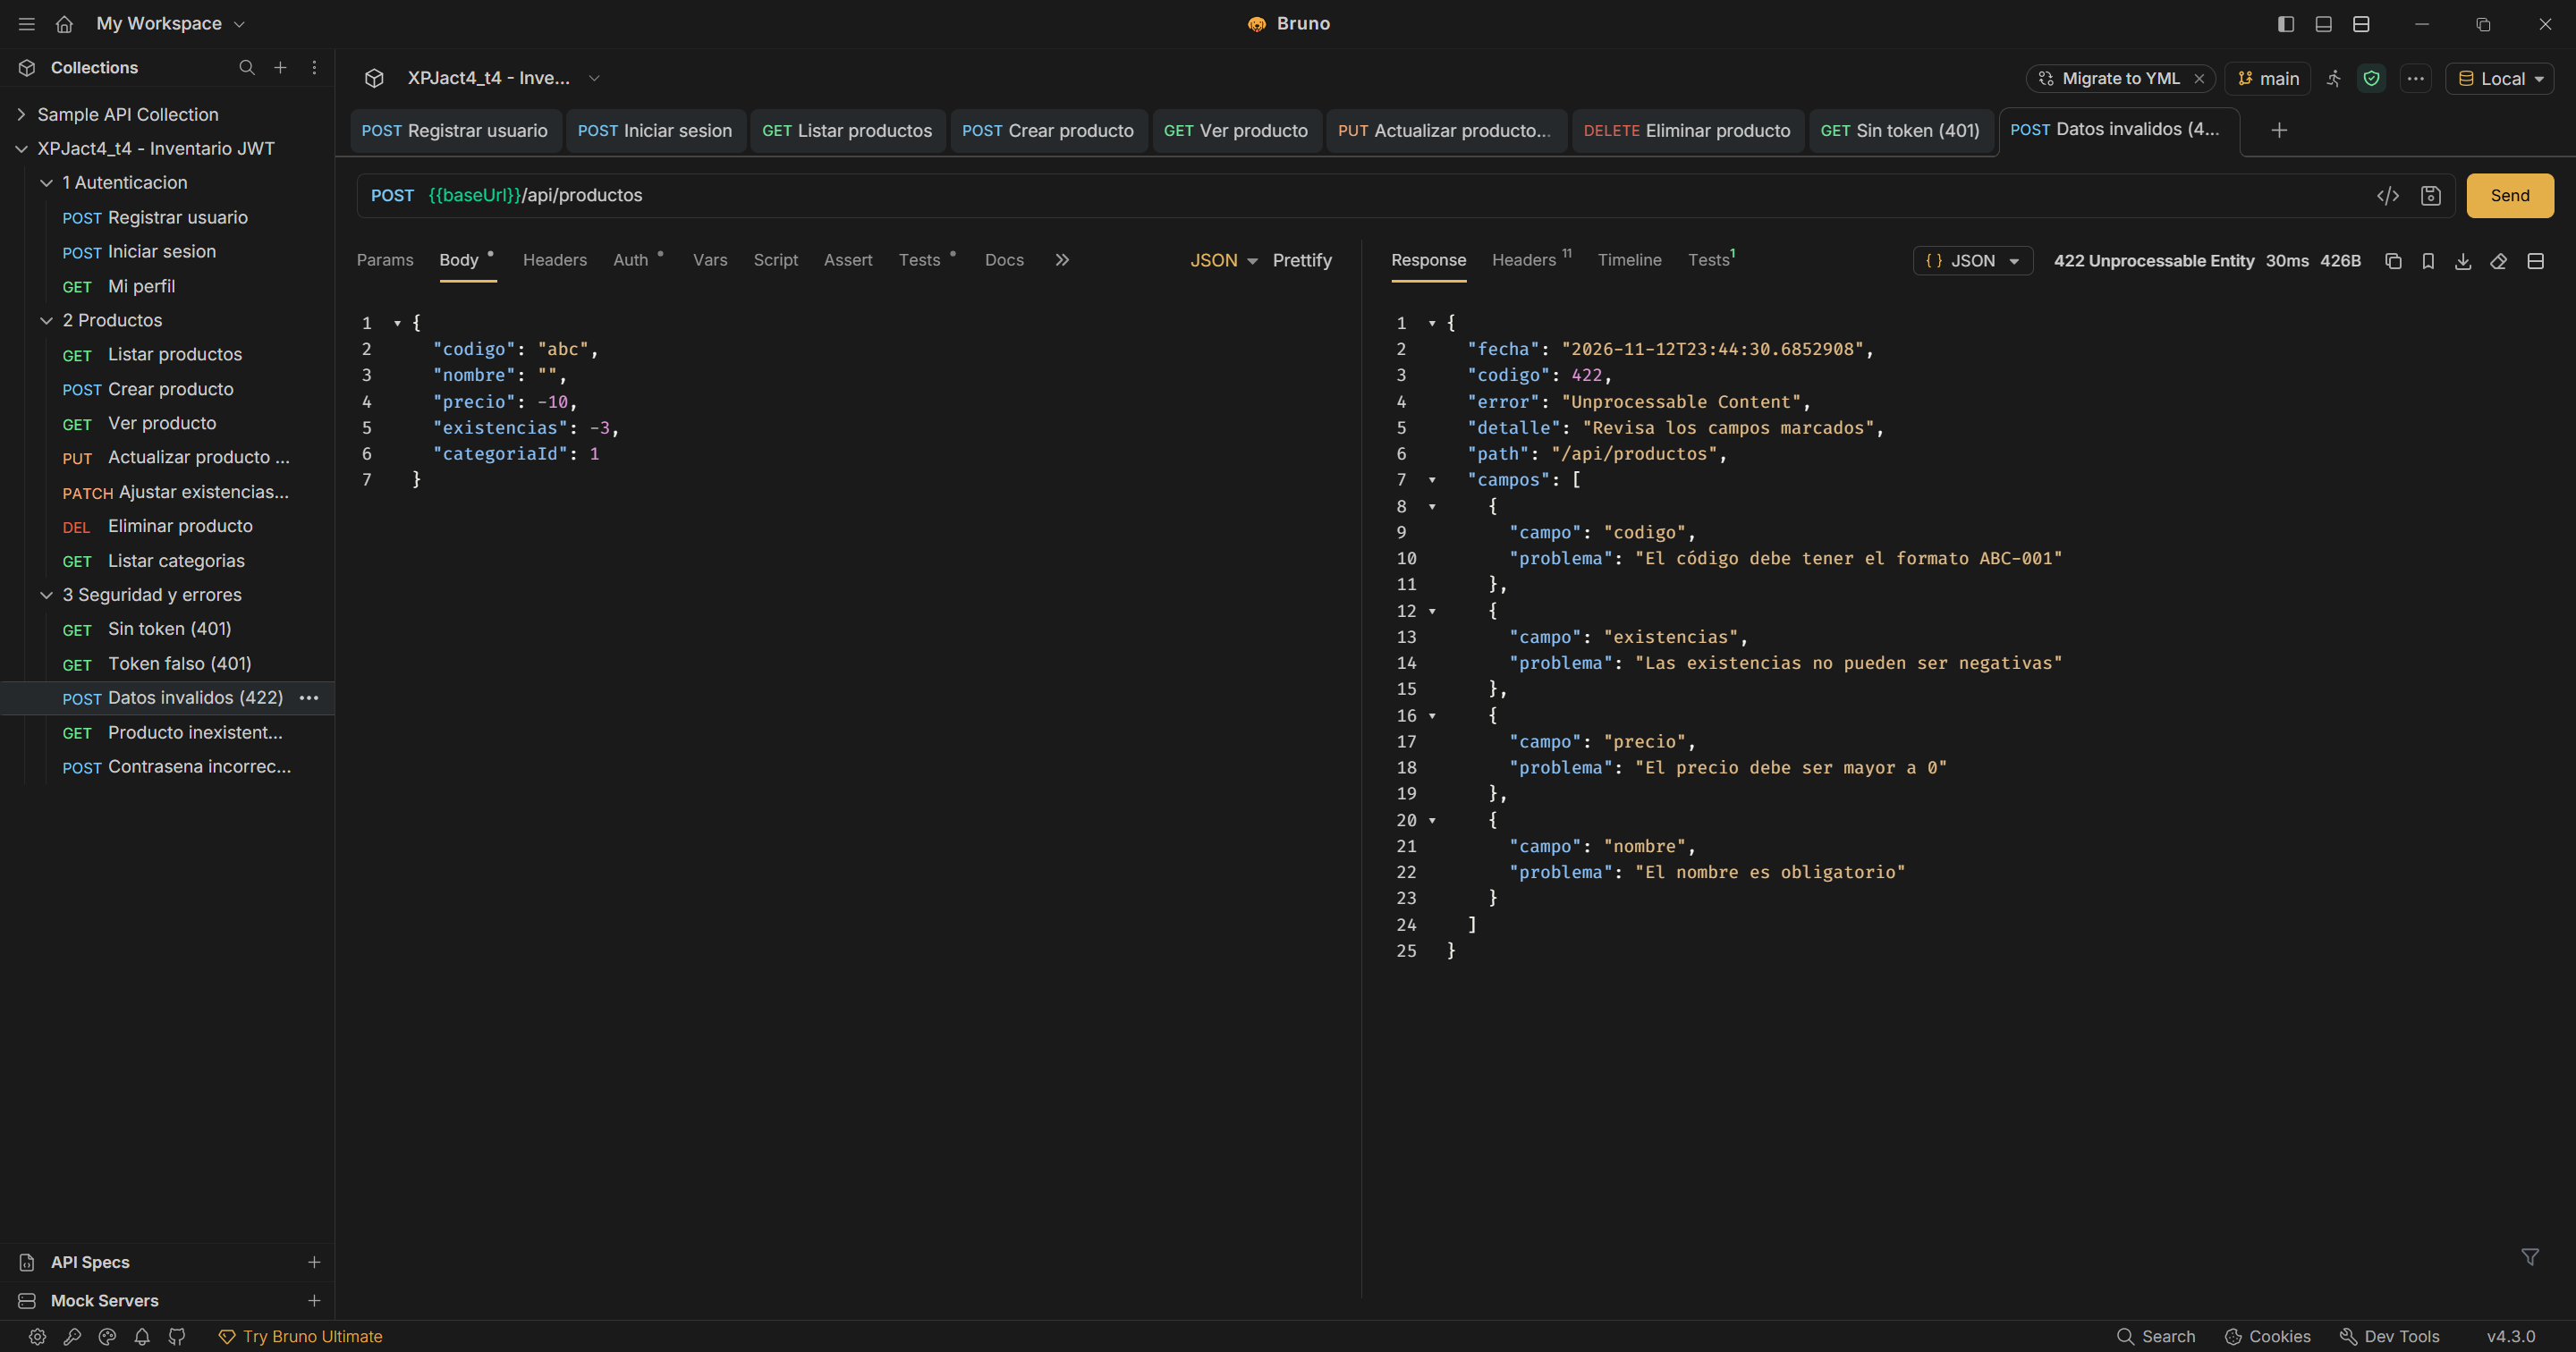 My Workspace
Bruno
Collections
Sample API Collection
XPJact4_t4 - Inventario JWT
1 Autenticacion
POST Registrar usuario
POST Iniciar sesion
GET Mi perfil
2 Productos
GET Listar productos
POST Crear producto
GET Ver producto
PUT Actualizar producto ...
PATCH Ajustar existencias...
DEL Eliminar producto
GET Listar categorias
3 Seguridad y errores
GET Sin token (401)
GET Token falso (401)
POST Datos invalidos (422)
GET Producto inexistent...
POST Contrasena incorrec...
API Specs
Mock Servers
XPJact4_t4 - Inve...
Migrate to YML
main
Local
POST Registrar usuario
POST Iniciar sesion
GET Listar productos
POST Crear producto
GET Ver producto
PUT Actualizar producto...
DELETE Eliminar producto
GET Sin token (401)
POST Datos invalidos (4...
POST {{baseUrl}}/api/productos
Send
Params Body Headers Auth Vars Script Assert Tests Docs JSON Prettify
1 {
2 "codigo": "abc",
3 "nombre": "",
4 "precio": -10,
5 "existencias": -3,
6 "categoriaId": 1
7 }
Response Headers 11 Timeline Tests 1 { } JSON 422 Unprocessable Entity 30ms 426B
1 {
2 "fecha": "2026-11-12T23:44:30.6852908",
3 "codigo": 422,
4 "error": "Unprocessable Content",
5 "detalle": "Revisa los campos marcados",
6 "path": "/api/productos",
7 "campos": [
8 {
9 "campo": "codigo",
10 "problema": "El código debe tener el formato ABC-001"
11 },
12 {
13 "campo": "existencias",
14 "problema": "Las existencias no pueden ser negativas"
15 },
16 {
17 "campo": "precio",
18 "problema": "El precio debe ser mayor a 0"
19 },
20 {
21 "campo": "nombre",
22 "problema": "El nombre es obligatorio"
23 }
24 ]
25 }
Try Bruno Ultimate
Search
Cookies
Dev Tools
v4.3.0